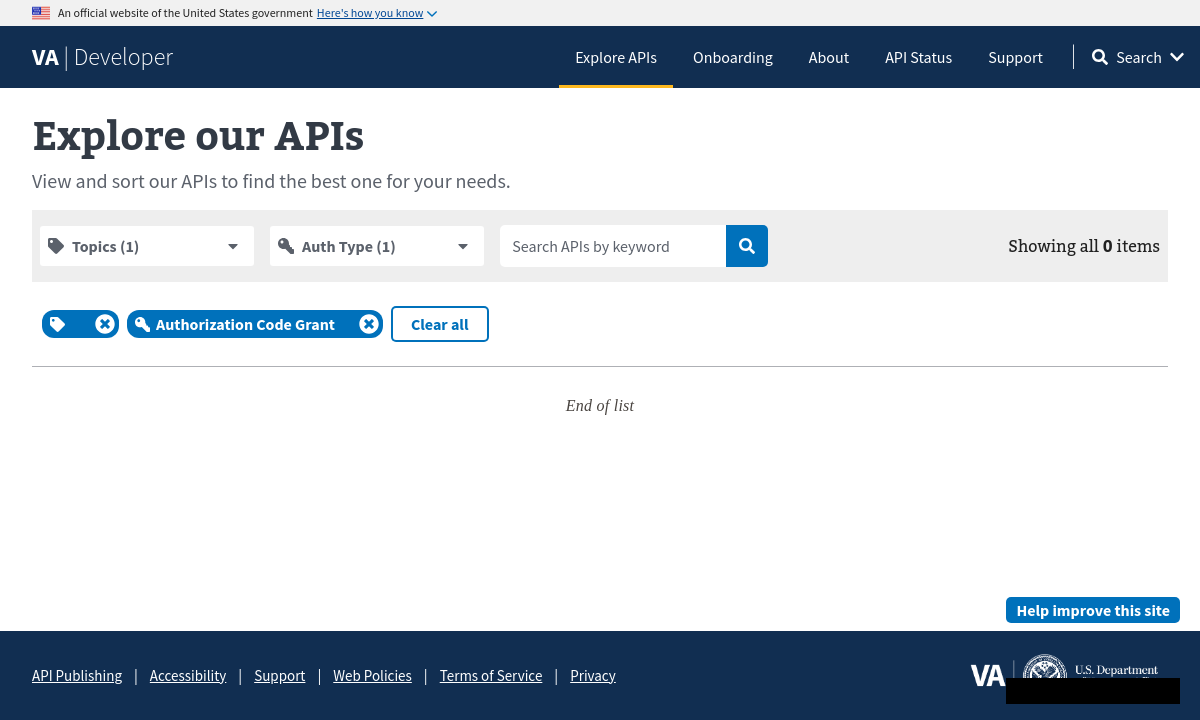 An official website of the United States government Here's how you know
VA | Developer
Explore APIs
Onboarding
About
API Status
Support
Search
Explore our APIs
View and sort our APIs to find the best one for your needs.
Topics (1)
Auth Type (1)
Search APIs by keyword
Showing all 0 items
Authorization Code Grant
Clear all
End of list
Help improve this site
API Publishing | Accessibility | Support | Web Policies | Terms of Service | Privacy
VA
U.S. Department